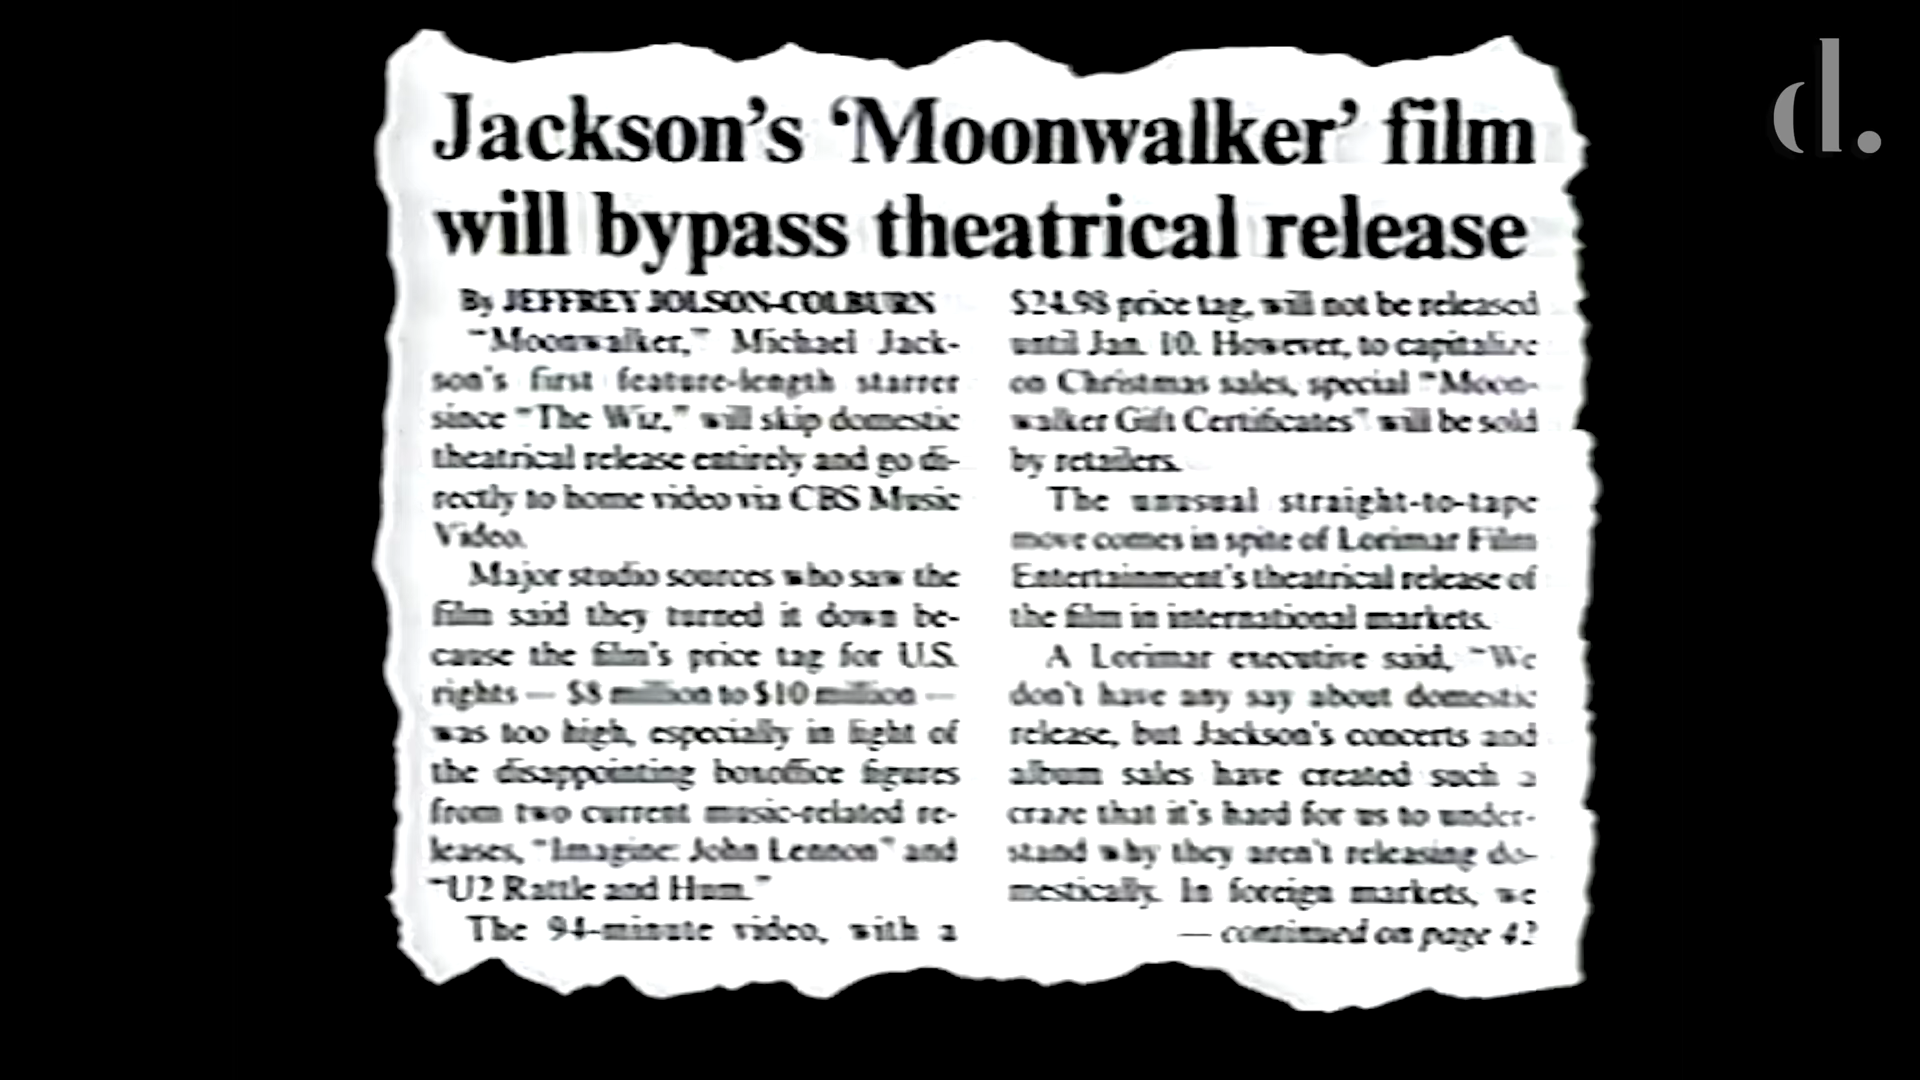 Jackson's 'Moonwalker' film
will bypass theatrical release
By JEFFREY JOLSON-COLBURN
"Moonwalker," Michael Jack-
son's first feature-length starrer
since "The Wiz," will skip domestic
theatrical release entirely and go di-
rectly to home video via CBS Music
Video.
Major studio sources who saw the
film said they turned it down be-
cause the film's price tag for U.S.
rights — $8 million to $10 million —
was too high, especially in light of
the disappointing boxoffice figures
from two current music-related re-
leases, "Imagine: John Lennon" and
"U2 Rattle and Hum."
The 94-minute video, with a
$24.98 price tag, will not be released
until Jan. 10. However, to capitalize
on Christmas sales, special "Moon-
walker Gift Certificates" will be sold
by retailers.
The unusual straight-to-tape
move comes in spite of Lorimar Film
Entertainment's theatrical release of
the film in international markets.
A Lorimar executive said, "We
don't have any say about domestic
release, but Jackson's concerts and
album sales have created such a
craze that it's hard for us to under-
stand why they aren't releasing do-
mestically. In foreign markets, we
— continued on page 42
d.